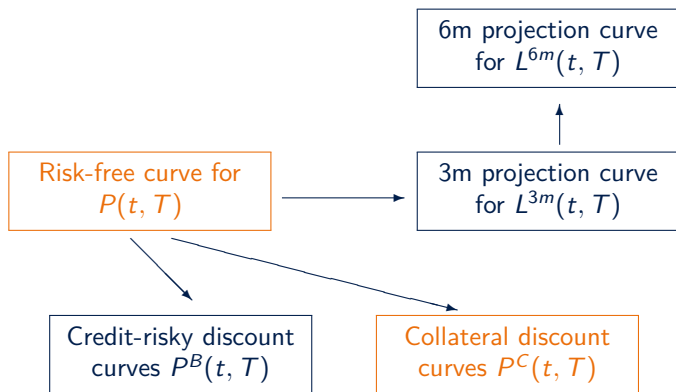 6m projection curve
for L^{6m}(t, T)
Risk-free curve for
P(t, T)
3m projection curve
for L^{3m}(t, T)
Credit-risky discount
curves P^B(t, T)
Collateral discount
curves P^C(t, T)